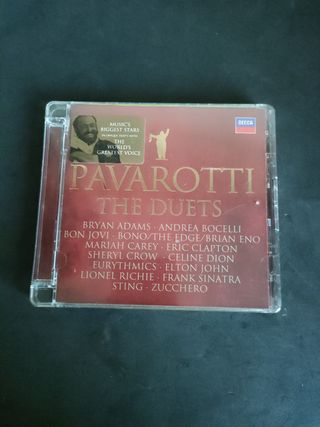 MUSIC'S
BIGGEST STARS
THE WORLD'S
GREATEST VOICE
DECCA
PAVAROTTI
THE DUETS
BRYAN ADAMS · ANDREA BOCELLI
BON JOVI · BONO/THE EDGE/BRIAN ENO
MARIAH CAREY · ERIC CLAPTON
SHERYL CROW · CELINE DION
EURYTHMICS · ELTON JOHN
LIONEL RICHIE · FRANK SINATRA
STING · ZUCCHERO